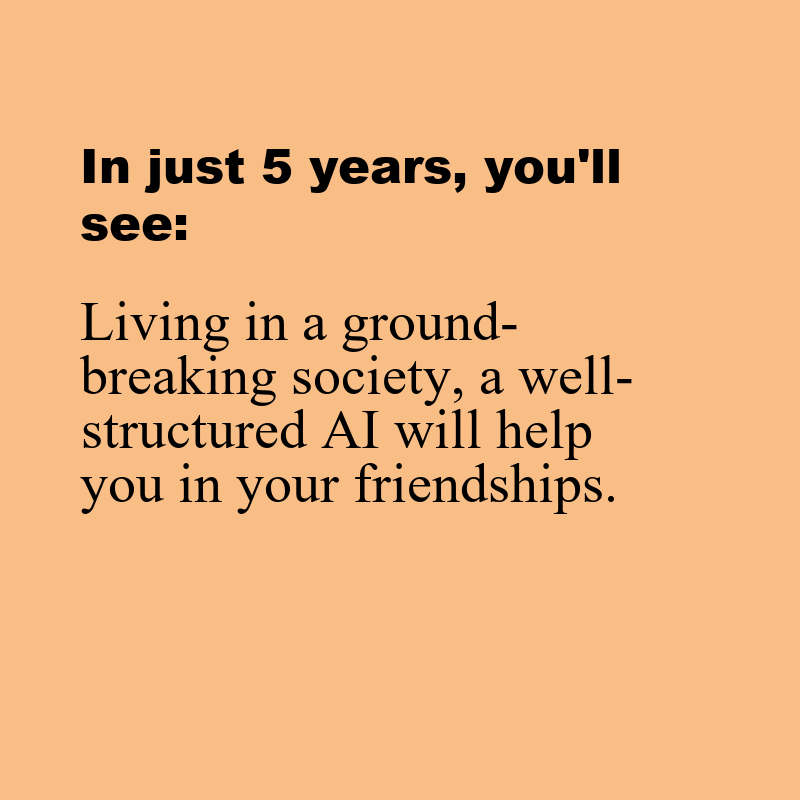 In just 5 years, you'll
see:
Living in a ground-
breaking society, a well-
structured AI will help
you in your friendships.